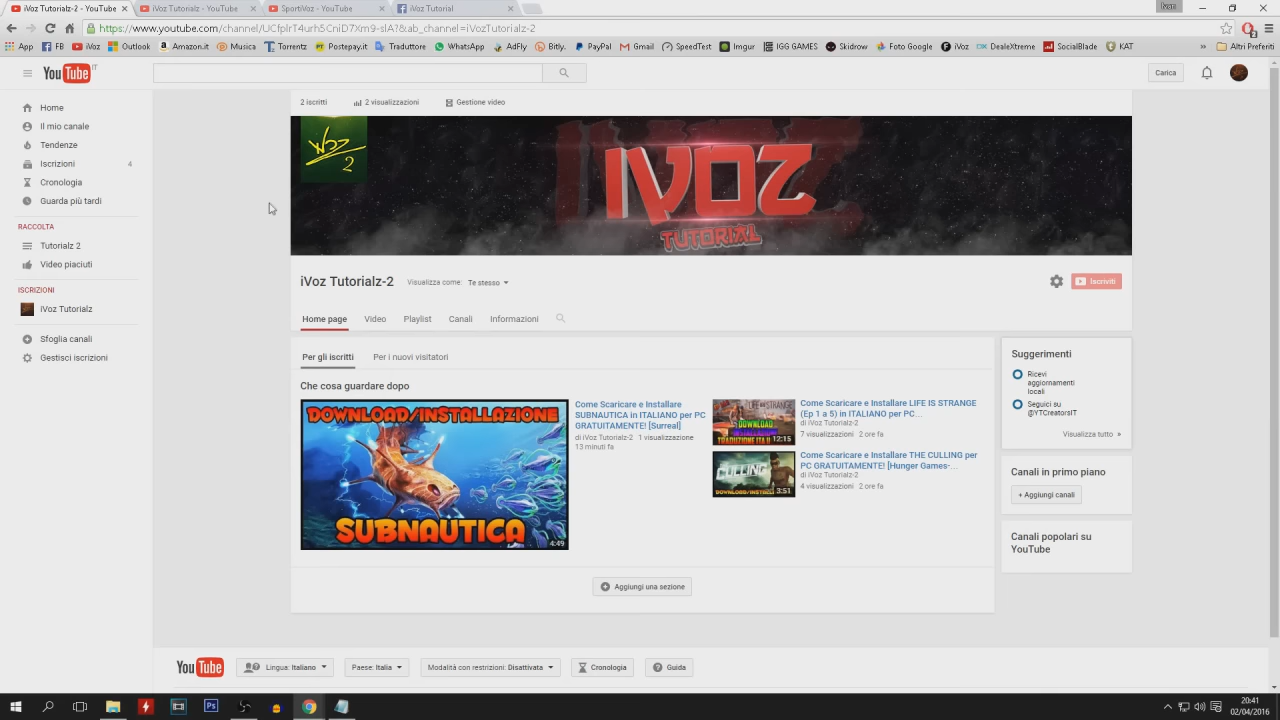 iVoz Tutorialz-2 - YouTube
iVoz Tutorialz - YouTube
SportiVoz - YouTube
iVoz Tutorial
iVoz
https://www.youtube.com/channel/UCfpIrT4urh5CniD7Xm9-sIA?&ab_channel=iVozTutorialz-2
App
FB
iVoz
Outlook
Amazon.it
Musica
Torrentz
Postepay.it
Traduttore
WhatsApp
AdFly
Bitly
PayPal
Gmail
SpeedTest
Imgur
IGG GAMES
Skidrow
Foto Google
iVoz
DealeXtreme
SocialBlade
KAT
»
Altri Preferiti
YouTube IT
Carica
Home
Il mio canale
Tendenze
Iscrizioni 4
Cronologia
Guarda più tardi
RACCOLTA
Tutorialz 2
Video piaciuti
ISCRIZIONI
iVoz Tutorialz
Sfoglia canali
Gestisci iscrizioni
2 iscritti
2 visualizzazioni
Gestione video
2
IVOZ
TUTORIAL
iVoz Tutorialz-2
Visualizza come: Te stesso
Iscriviti
Home page
Video
Playlist
Canali
Informazioni
Per gli iscritti
Per i nuovi visitatori
Che cosa guardare dopo
DOWNLOAD/INSTALLAZIONE
SUBNAUTICA
4:49
Come Scaricare e Installare
SUBNAUTICA in ITALIANO per PC
GRATUITAMENTE! [Surreal]
di iVoz Tutorialz-2 1 visualizzazione
13 minuti fa
DOWNLOAD
12:15
Come Scaricare e Installare LIFE IS STRANGE
(Ep 1 a 5) in ITALIANO per PC...
di iVoz Tutorialz-2
7 visualizzazioni 2 ore fa
CULLING
3:51
Come Scaricare e Installare THE CULLING per
PC GRATUITAMENTE! [Hunger Games-...
di iVoz Tutorialz-2
4 visualizzazioni 2 ore fa
Aggiungi una sezione
Suggerimenti
Ricevi
aggiornamenti
locali
Seguici su
@YTCreatorsIT
Visualizza tutto »
Canali in primo piano
+ Aggiungi canali
Canali popolari su
YouTube
YouTube
Lingua: Italiano
Paese: Italia
Modalità con restrizioni: Disattivata
Cronologia
Guida
Ps
20:41
02/04/2016